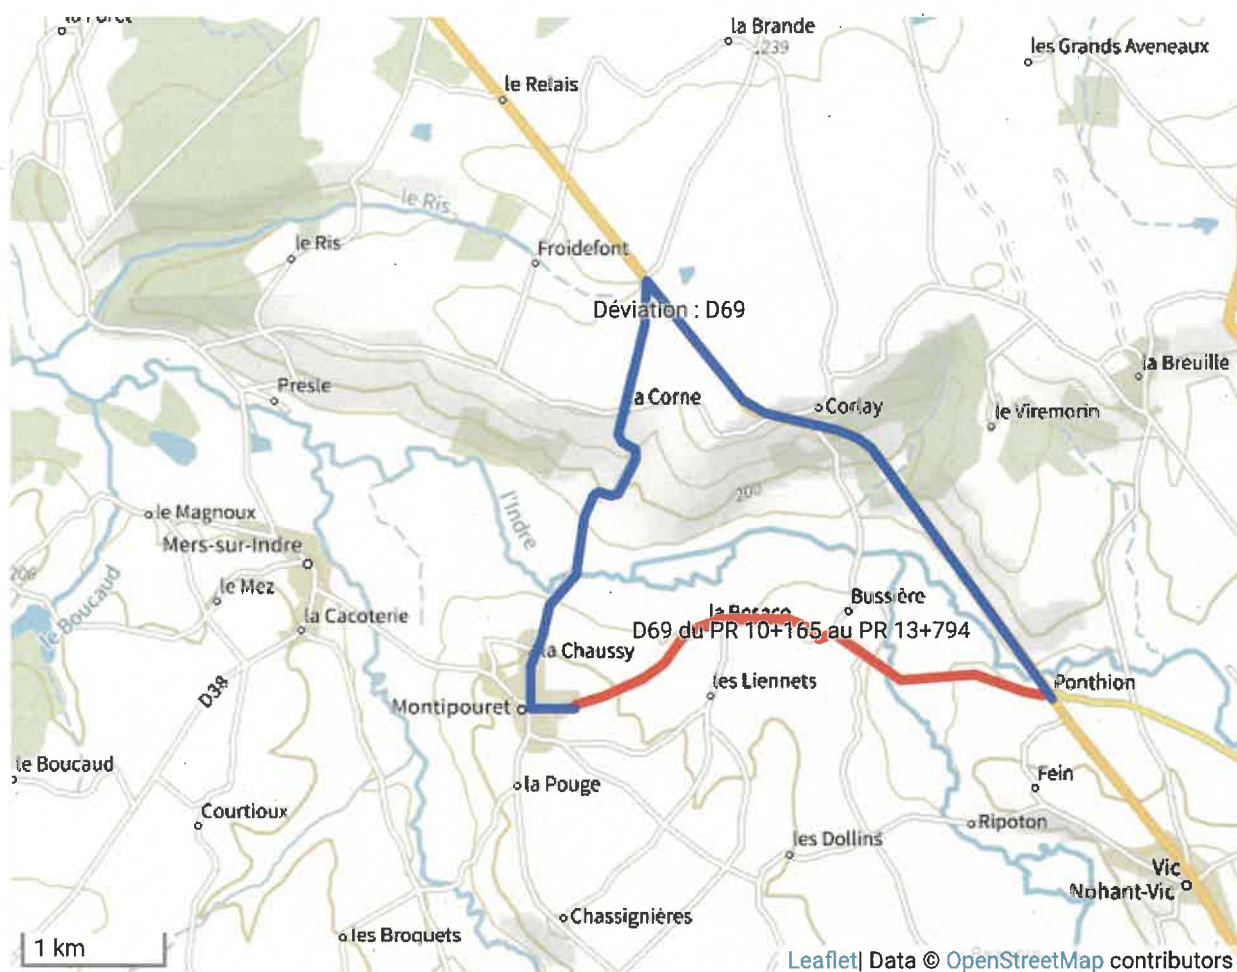 la Brande
239
les Grands Aveneaux
le Relais
le Ris
le Ris
Froidefont
Déviation : D69
la Breuille
Presle
a Corne
Corlay
le Viremorin
200
le Magnoux
l'Indre
Mers-sur-Indre
le Mez
le Boucaud
la Cacoterie
Bussière
D69 du PR 10+165 au PR 13+794
la Chaussy
D38
les Liennets
Ponthion
Montipouret
le Boucaud
la Pouge
Fein
Courtioux
Ripoton
les Dollins
Vic
Nohant-Vic
Chassignières
les Broquets
1 km
Leaflet| Data © OpenStreetMap contributors